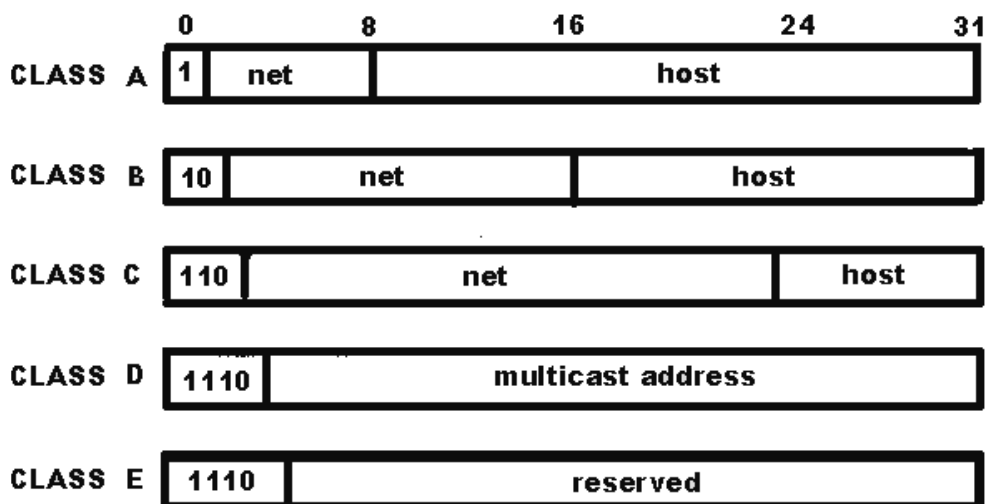 0 8 16 24 31
CLASS A 1 net host
CLASS B 10 net host
CLASS C 110 net host
CLASS D 1110 multicast address
CLASS E 1110 reserved